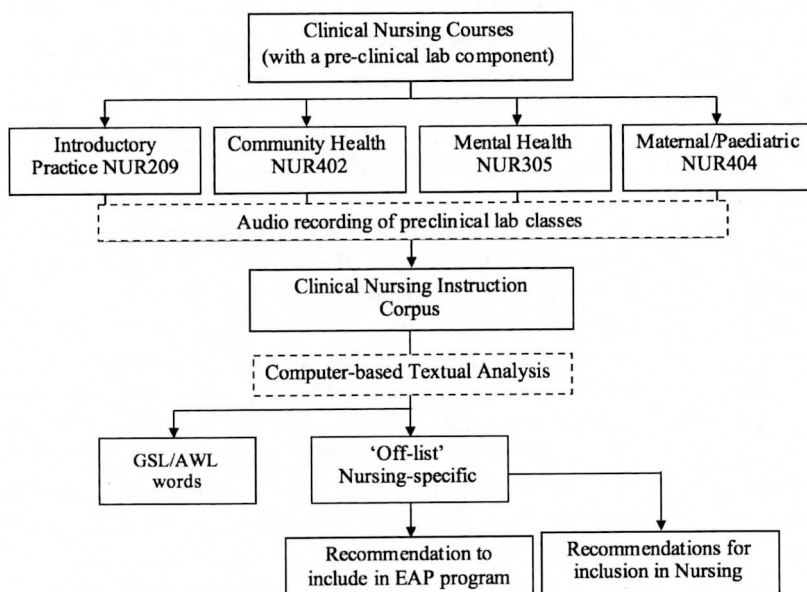 Clinical Nursing Courses
(with a pre-clinical lab component)
Introductory
Practice NUR209
Community Health
NUR402
Mental Health
NUR305
Maternal/Paediatric
NUR404
Audio recording of preclinical lab classes
Clinical Nursing Instruction
Corpus
Computer-based Textual Analysis
GSL/AWL
words
‘Off-list’
Nursing-specific
Recommendation to
include in EAP program
Recommendations for
inclusion in Nursing